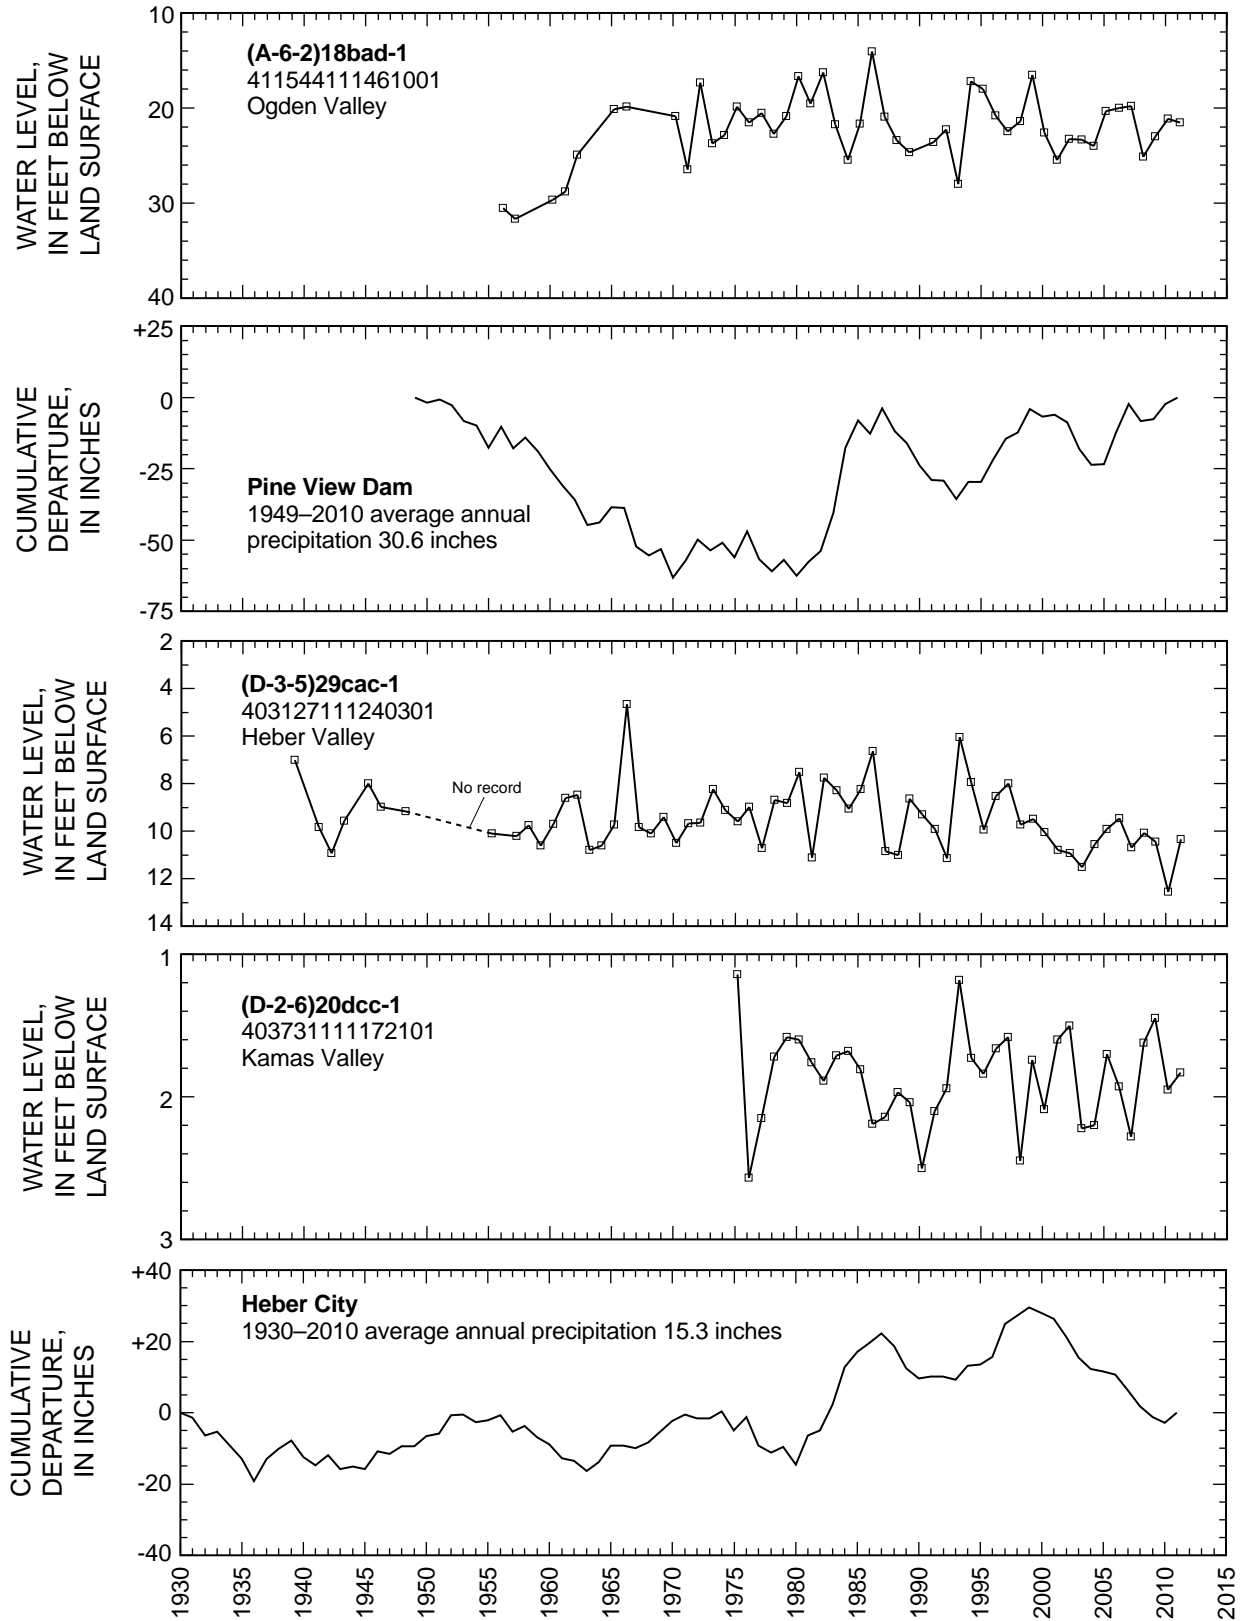 WATER LEVEL,
IN FEET BELOW
LAND SURFACE
10
20
30
40
(A-6-2)18bad-1
411544111461001
Ogden Valley
CUMULATIVE
DEPARTURE,
IN INCHES
+25
0
-25
-50
-75
Pine View Dam
1949–2010 average annual
precipitation 30.6 inches
WATER LEVEL,
IN FEET BELOW
LAND SURFACE
2
4
6
8
10
12
14
(D-3-5)29cac-1
403127111240301
Heber Valley
No record
WATER LEVEL,
IN FEET BELOW
LAND SURFACE
1
2
3
(D-2-6)20dcc-1
403731111172101
Kamas Valley
CUMULATIVE
DEPARTURE,
IN INCHES
+40
+20
0
-20
-40
Heber City
1930–2010 average annual precipitation 15.3 inches
1930 1935 1940 1945 1950 1955 1960 1965 1970 1975 1980 1985 1990 1995 2000 2005 2010 2015